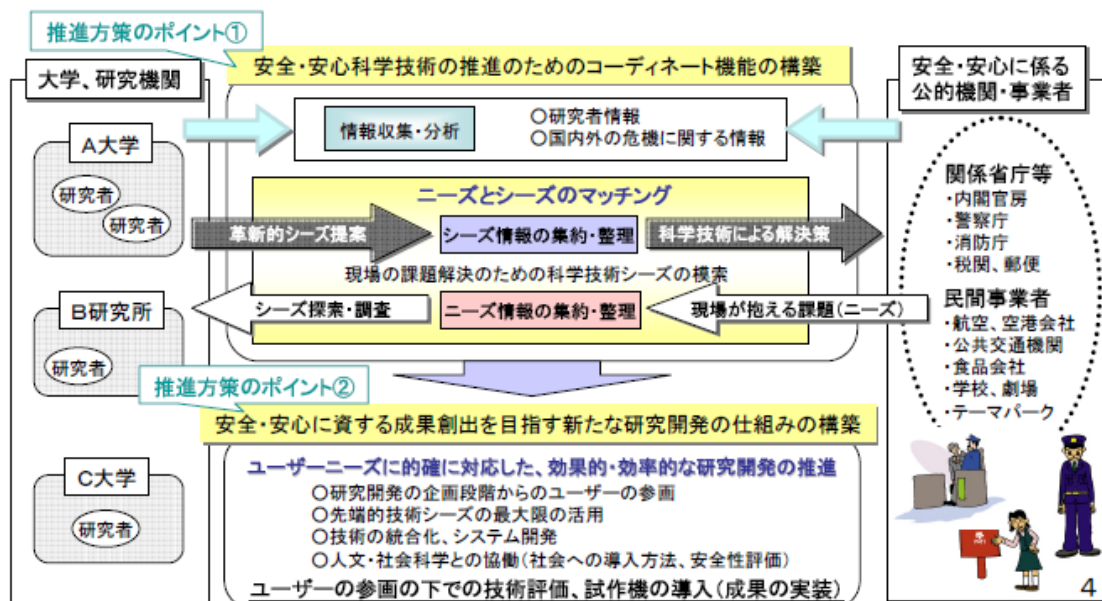 推進方策のポイント①
安全・安心科学技術の推進のためのコーディネート機能の構築
大学、研究機関
A大学
研究者
研究者
B研究所
研究者
C大学
研究者
情報収集・分析
○研究者情報
○国内外の危機に関する情報
ニーズとシーズのマッチング
革新的シーズ提案
シーズ情報の集約・整理
科学技術による解決策
現場の課題解決のための科学技術シーズの模索
シーズ探索・調査
ニーズ情報の集約・整理
現場が抱える課題(ニーズ)
安全・安心に係る
公的機関・事業者
関係省庁等
・内閣官房
・警察庁
・消防庁
・税関、郵便
民間事業者
・航空、空港会社
・公共交通機関
・食品会社
・学校、劇場
・テーマパーク
推進方策のポイント②
安全・安心に資する成果創出を目指す新たな研究開発の仕組みの構築
ユーザーニーズに的確に対応した、効果的・効率的な研究開発の推進
○研究開発の企画段階からのユーザーの参画
○先端的技術シーズの最大限の活用
○技術の統合化、システム開発
○人文・社会科学との協働(社会への導入方法、安全性評価)
ユーザーの参画の下での技術評価、試作機の導入(成果の実装)
4